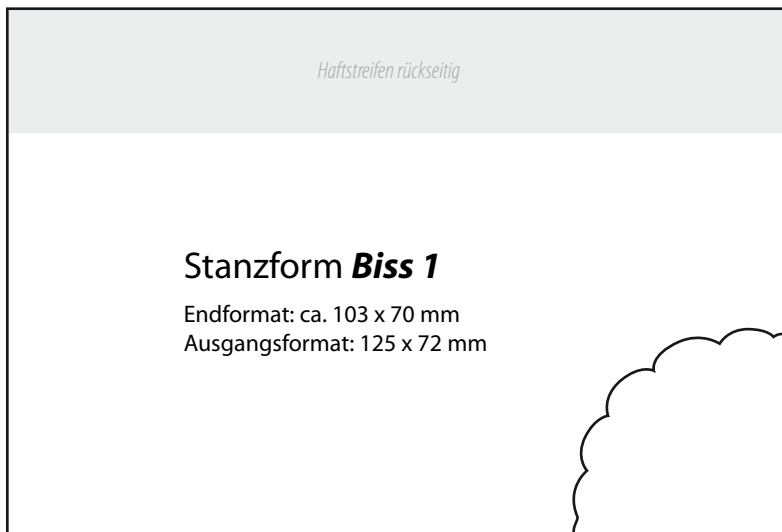 Haftstreifen rückseitig
Stanzform Biss 1
Endformat: ca. 103 x 70 mm
Ausgangsformat: 125 x 72 mm